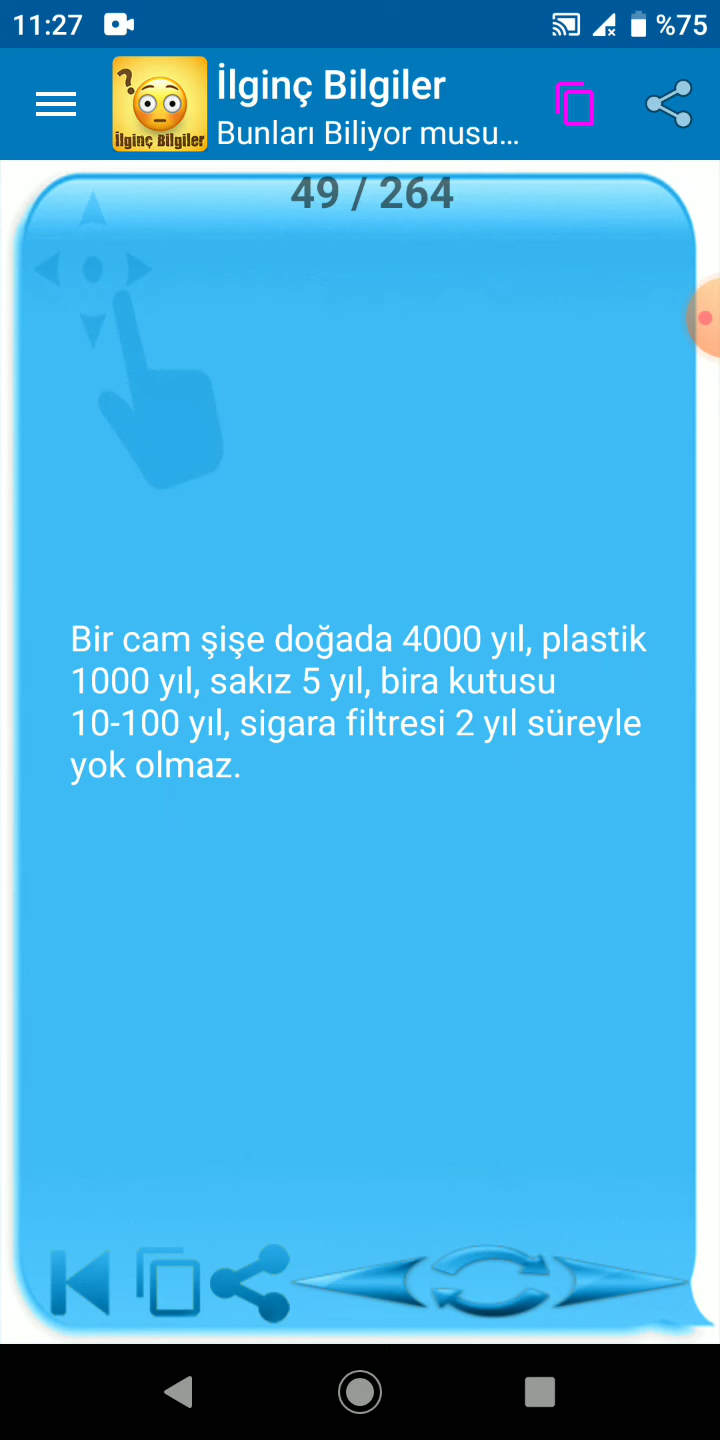 11:27
%75
?
İlginç Bilgiler
İlginç Bilgiler
Bunları Biliyor musu...
49 / 264
Bir cam şişe doğada 4000 yıl, plastik
1000 yıl, sakız 5 yıl, bira kutusu
10-100 yıl, sigara filtresi 2 yıl süreyle
yok olmaz.